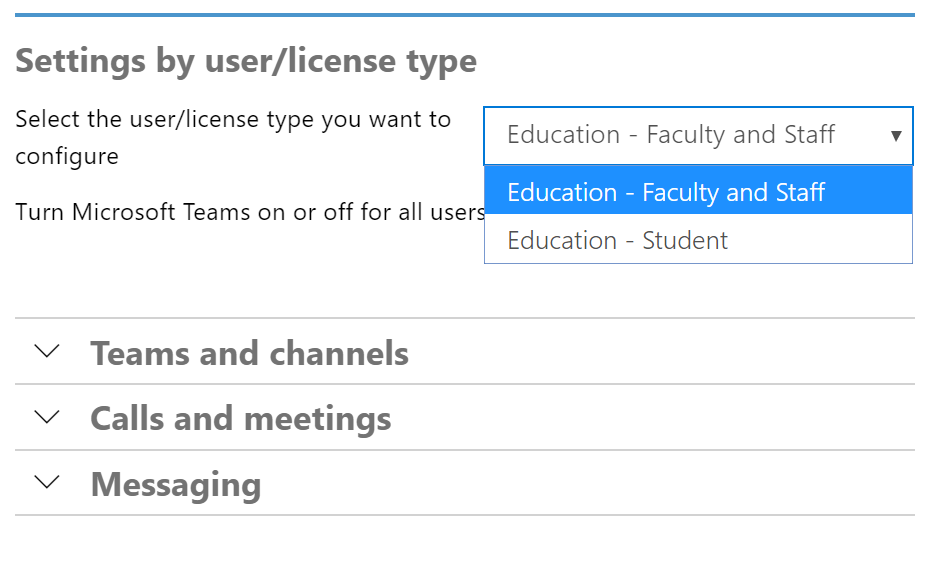 Settings by user/license type
Select the user/license type you want to
configure
Education - Faculty and Staff
Education - Faculty and Staff
Education - Student
Turn Microsoft Teams on or off for all users
Teams and channels
Calls and meetings
Messaging